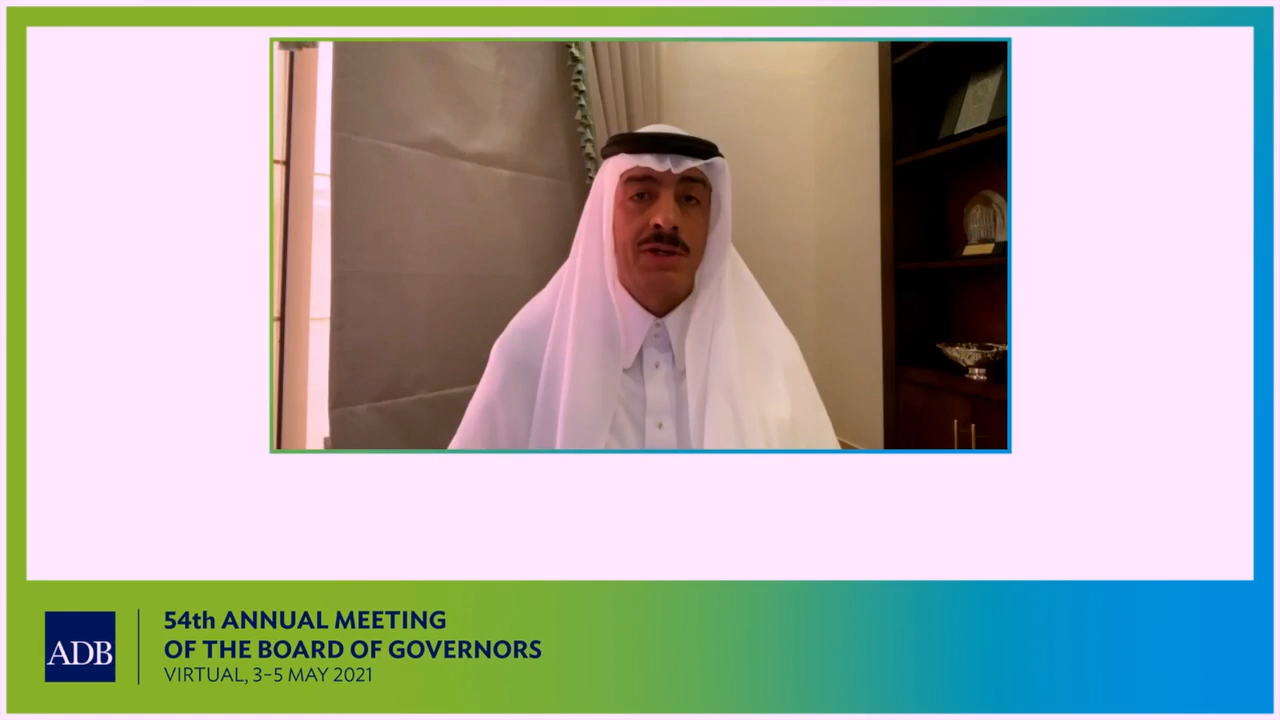 ADB
54th ANNUAL MEETING
OF THE BOARD OF GOVERNORS
VIRTUAL, 3–5 MAY 2021